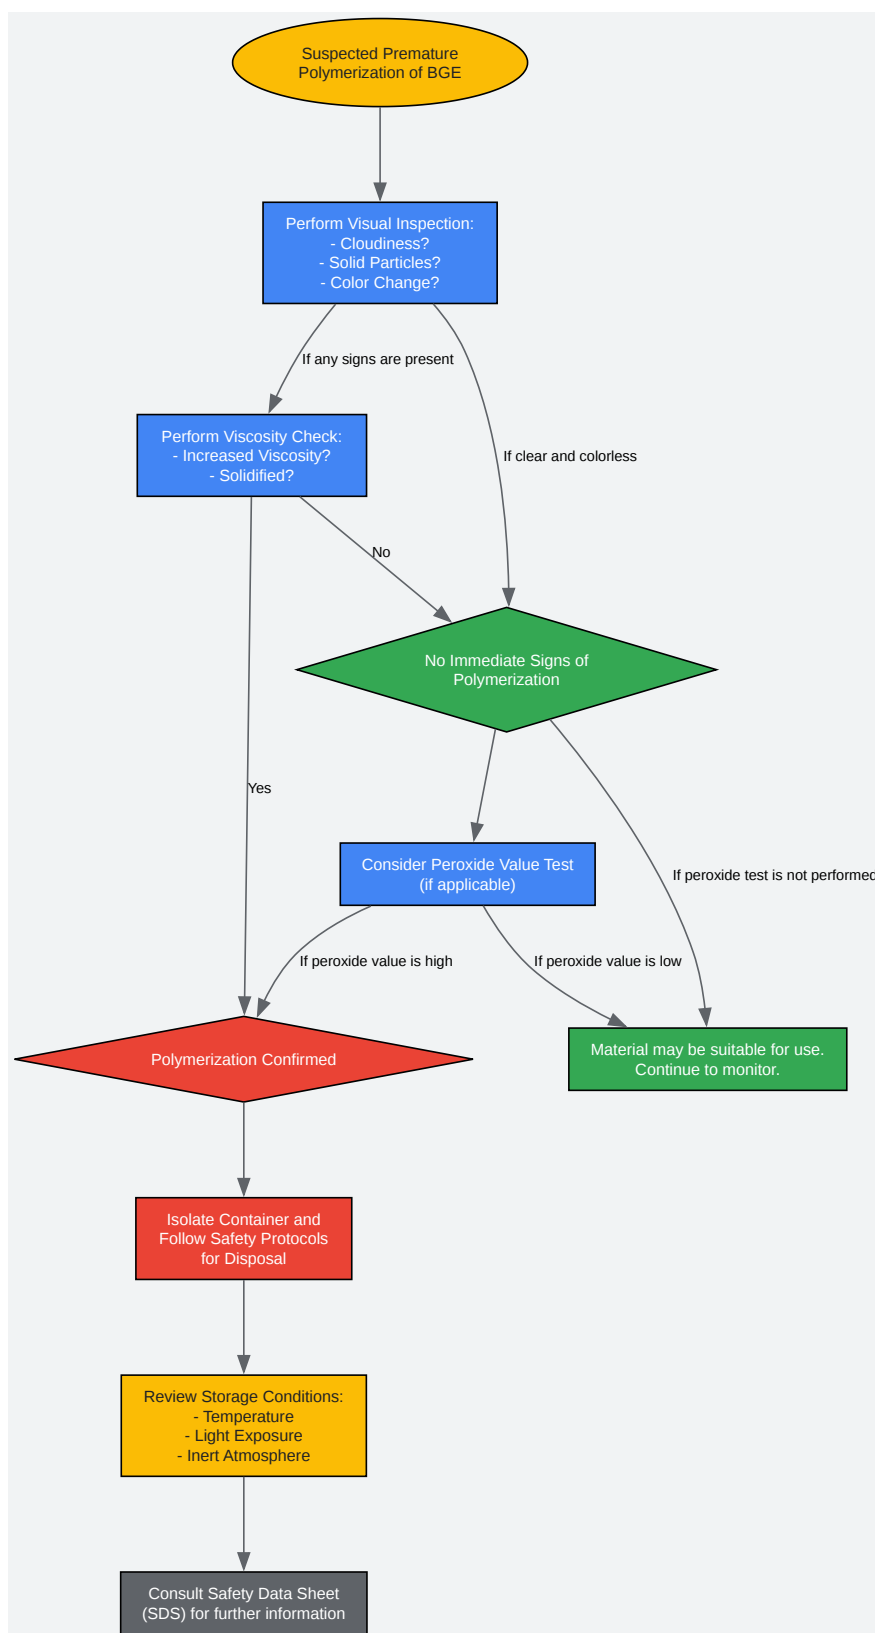 Suspected Premature
Polymerization of BGE
Perform Visual Inspection:
- Cloudiness?
- Solid Particles?
- Color Change?
If any signs are present
Perform Viscosity Check:
- Increased Viscosity?
- Solidified?
If clear and colorless
No
No Immediate Signs of
Polymerization
Yes
Consider Peroxide Value Test
(if applicable)
If peroxide test is not performed
If peroxide value is high
If peroxide value is low
Polymerization Confirmed
Material may be suitable for use.
Continue to monitor.
Isolate Container and
Follow Safety Protocols
for Disposal
Review Storage Conditions:
- Temperature
- Light Exposure
- Inert Atmosphere
Consult Safety Data Sheet
(SDS) for further information